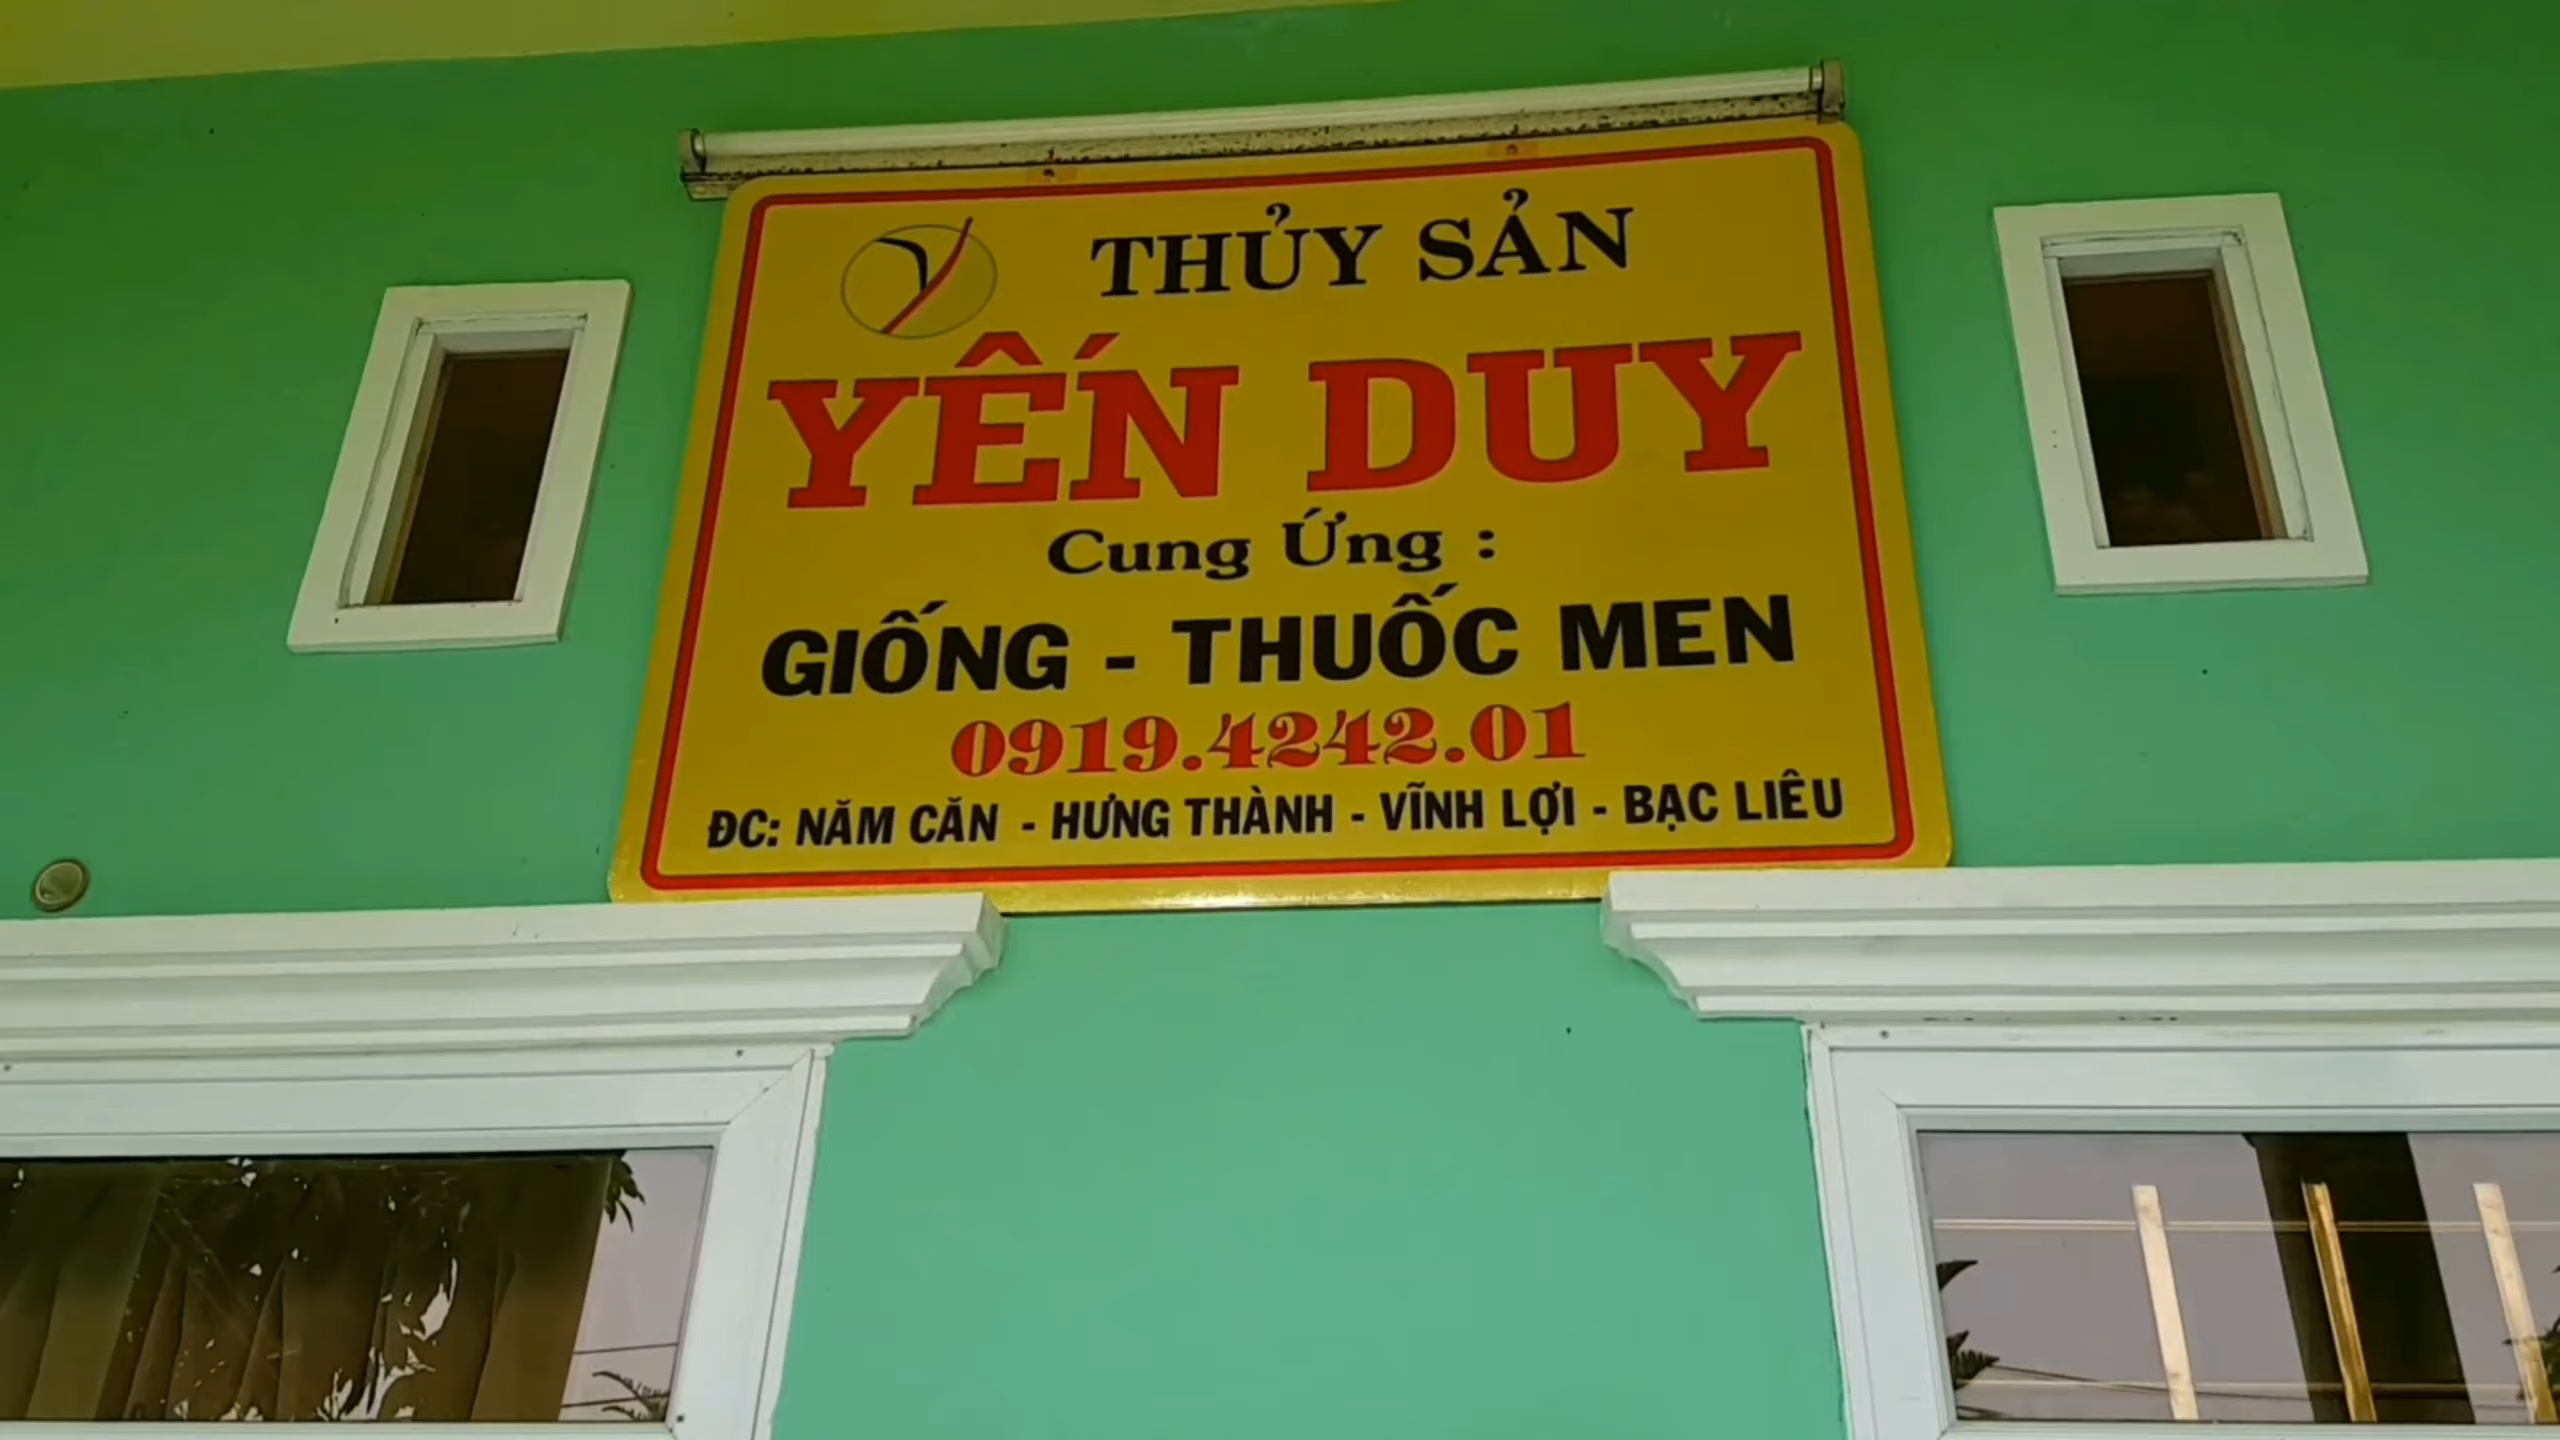 THỦY SẢN
YẾN DUY
Cung Ứng :
GIỐNG - THUỐC MEN
0919.4242.01
ĐC: NĂM CĂN - HƯNG THÀNH - VĨNH LỢI - BẠC LIÊU